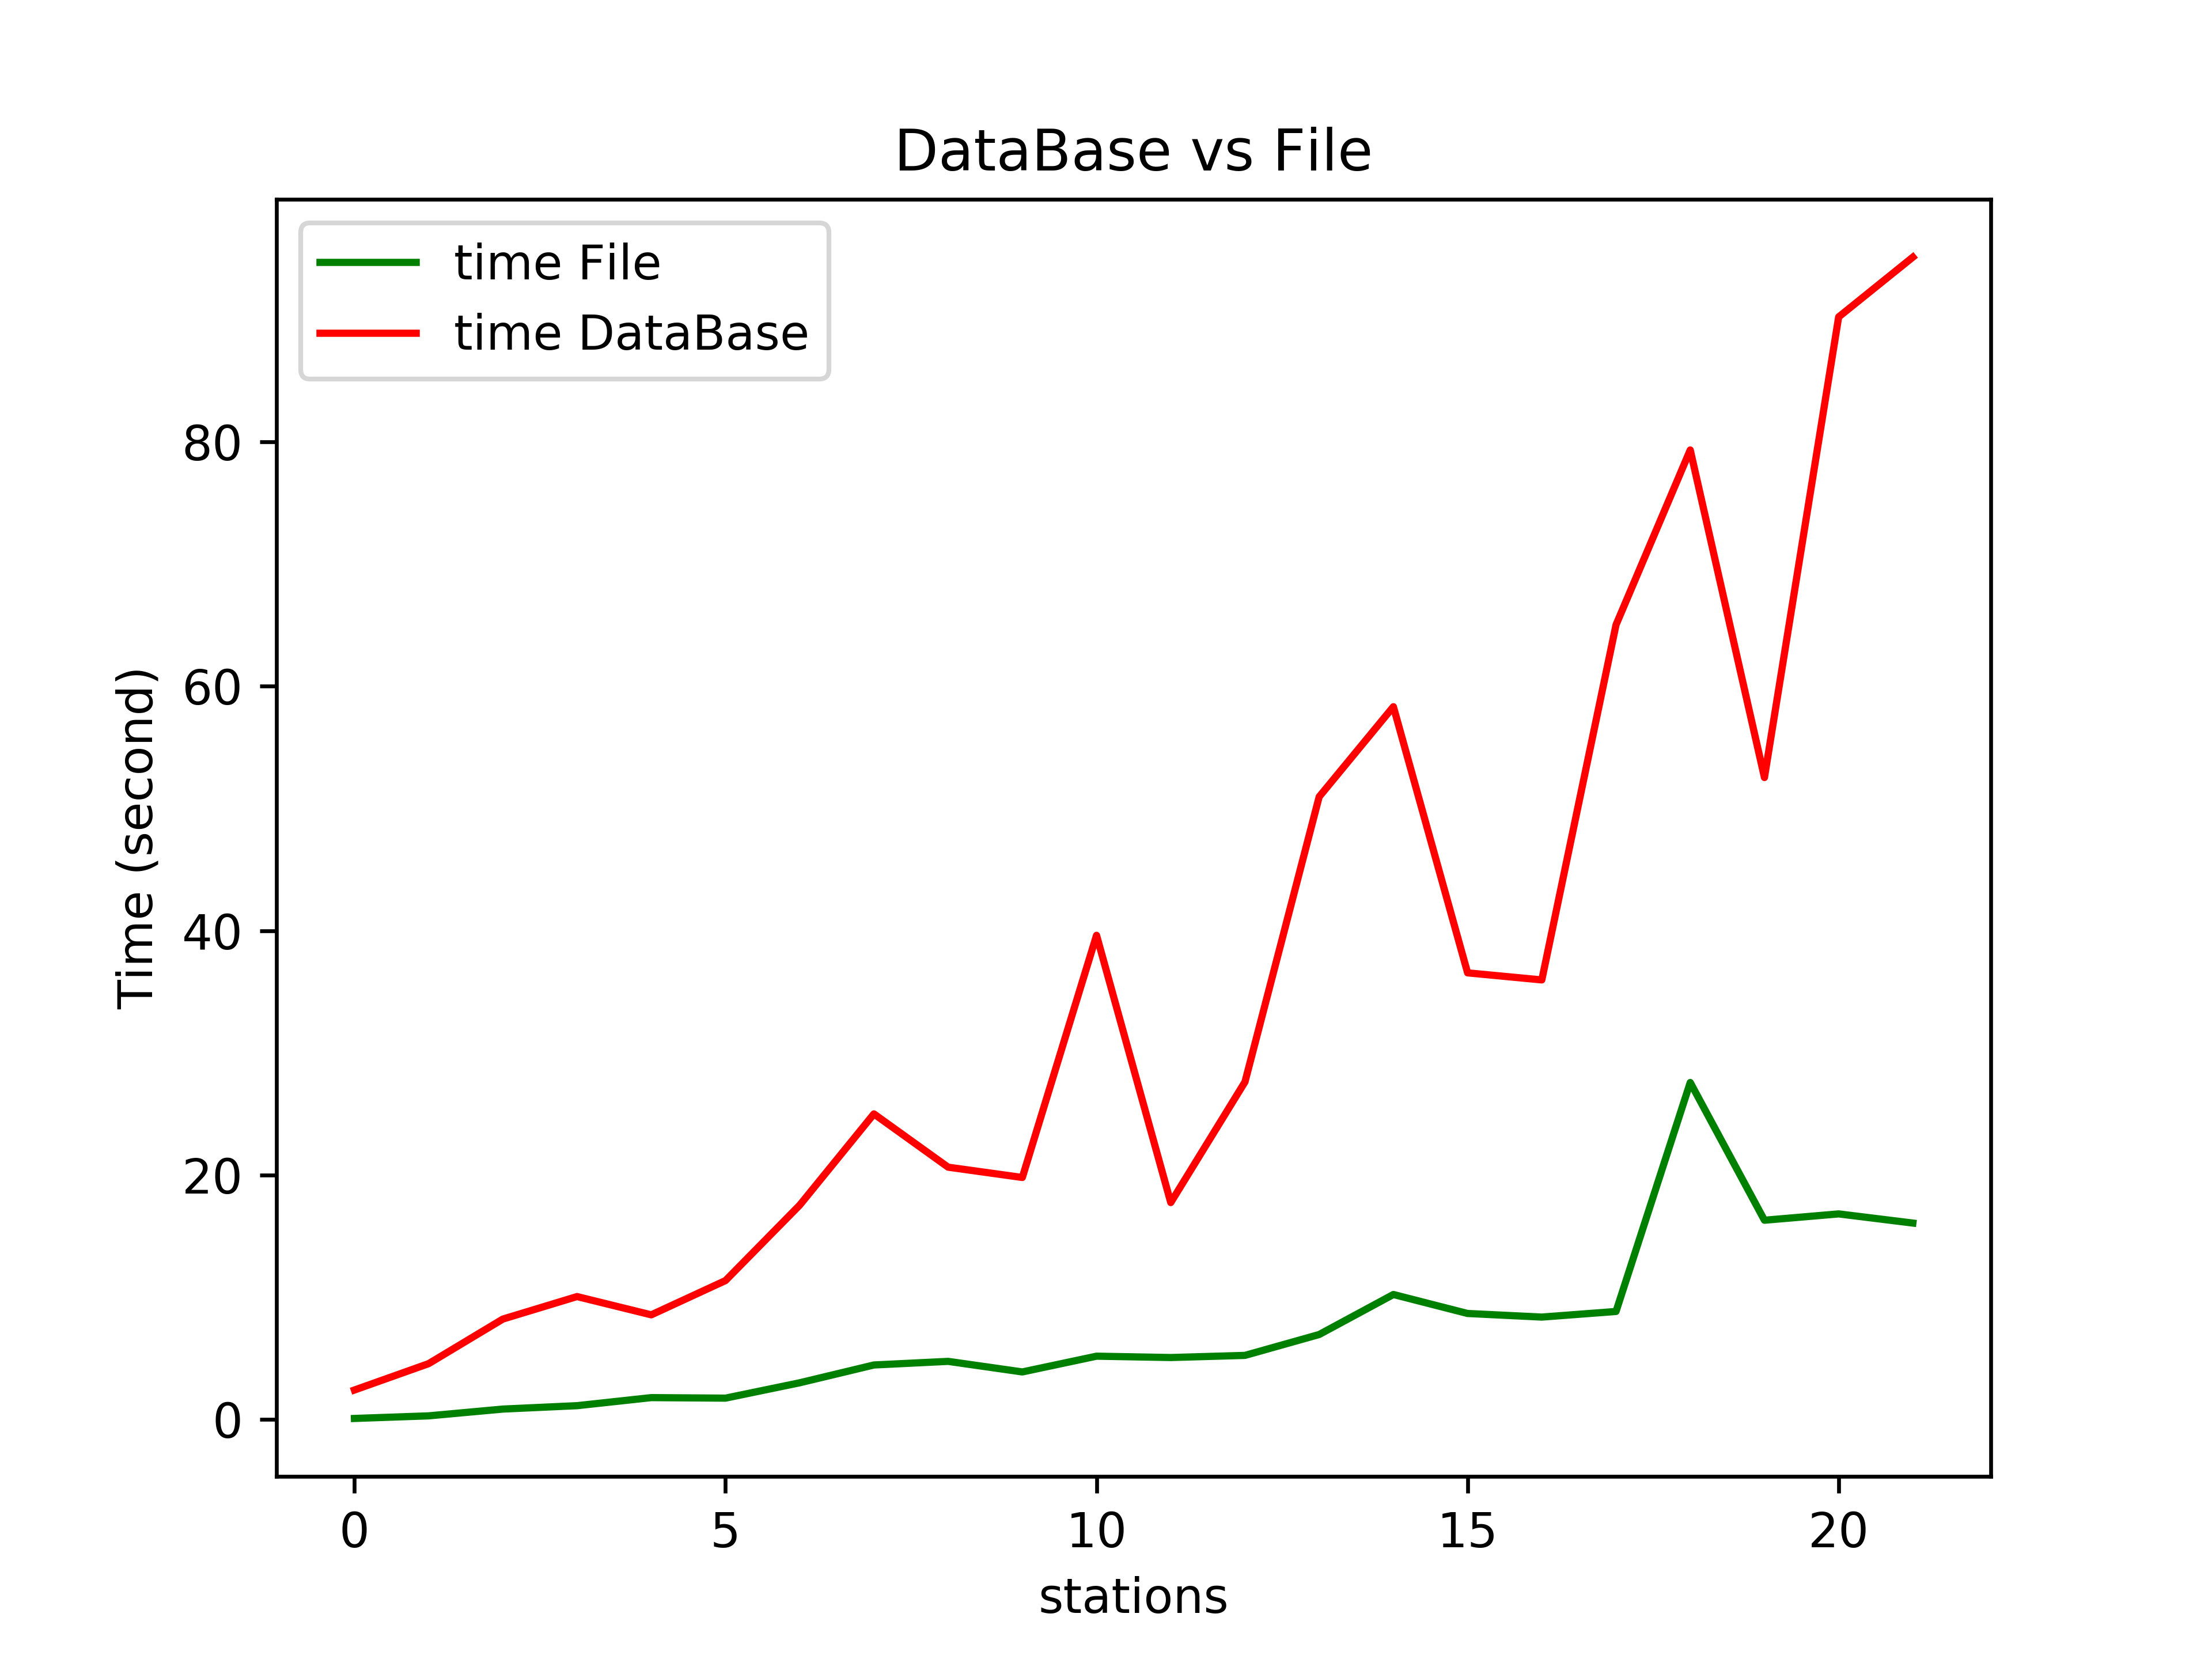 DataBase vs File
time File
time DataBase
Time (second)
80
60
40
20
0
0 5 10 15 20
stations